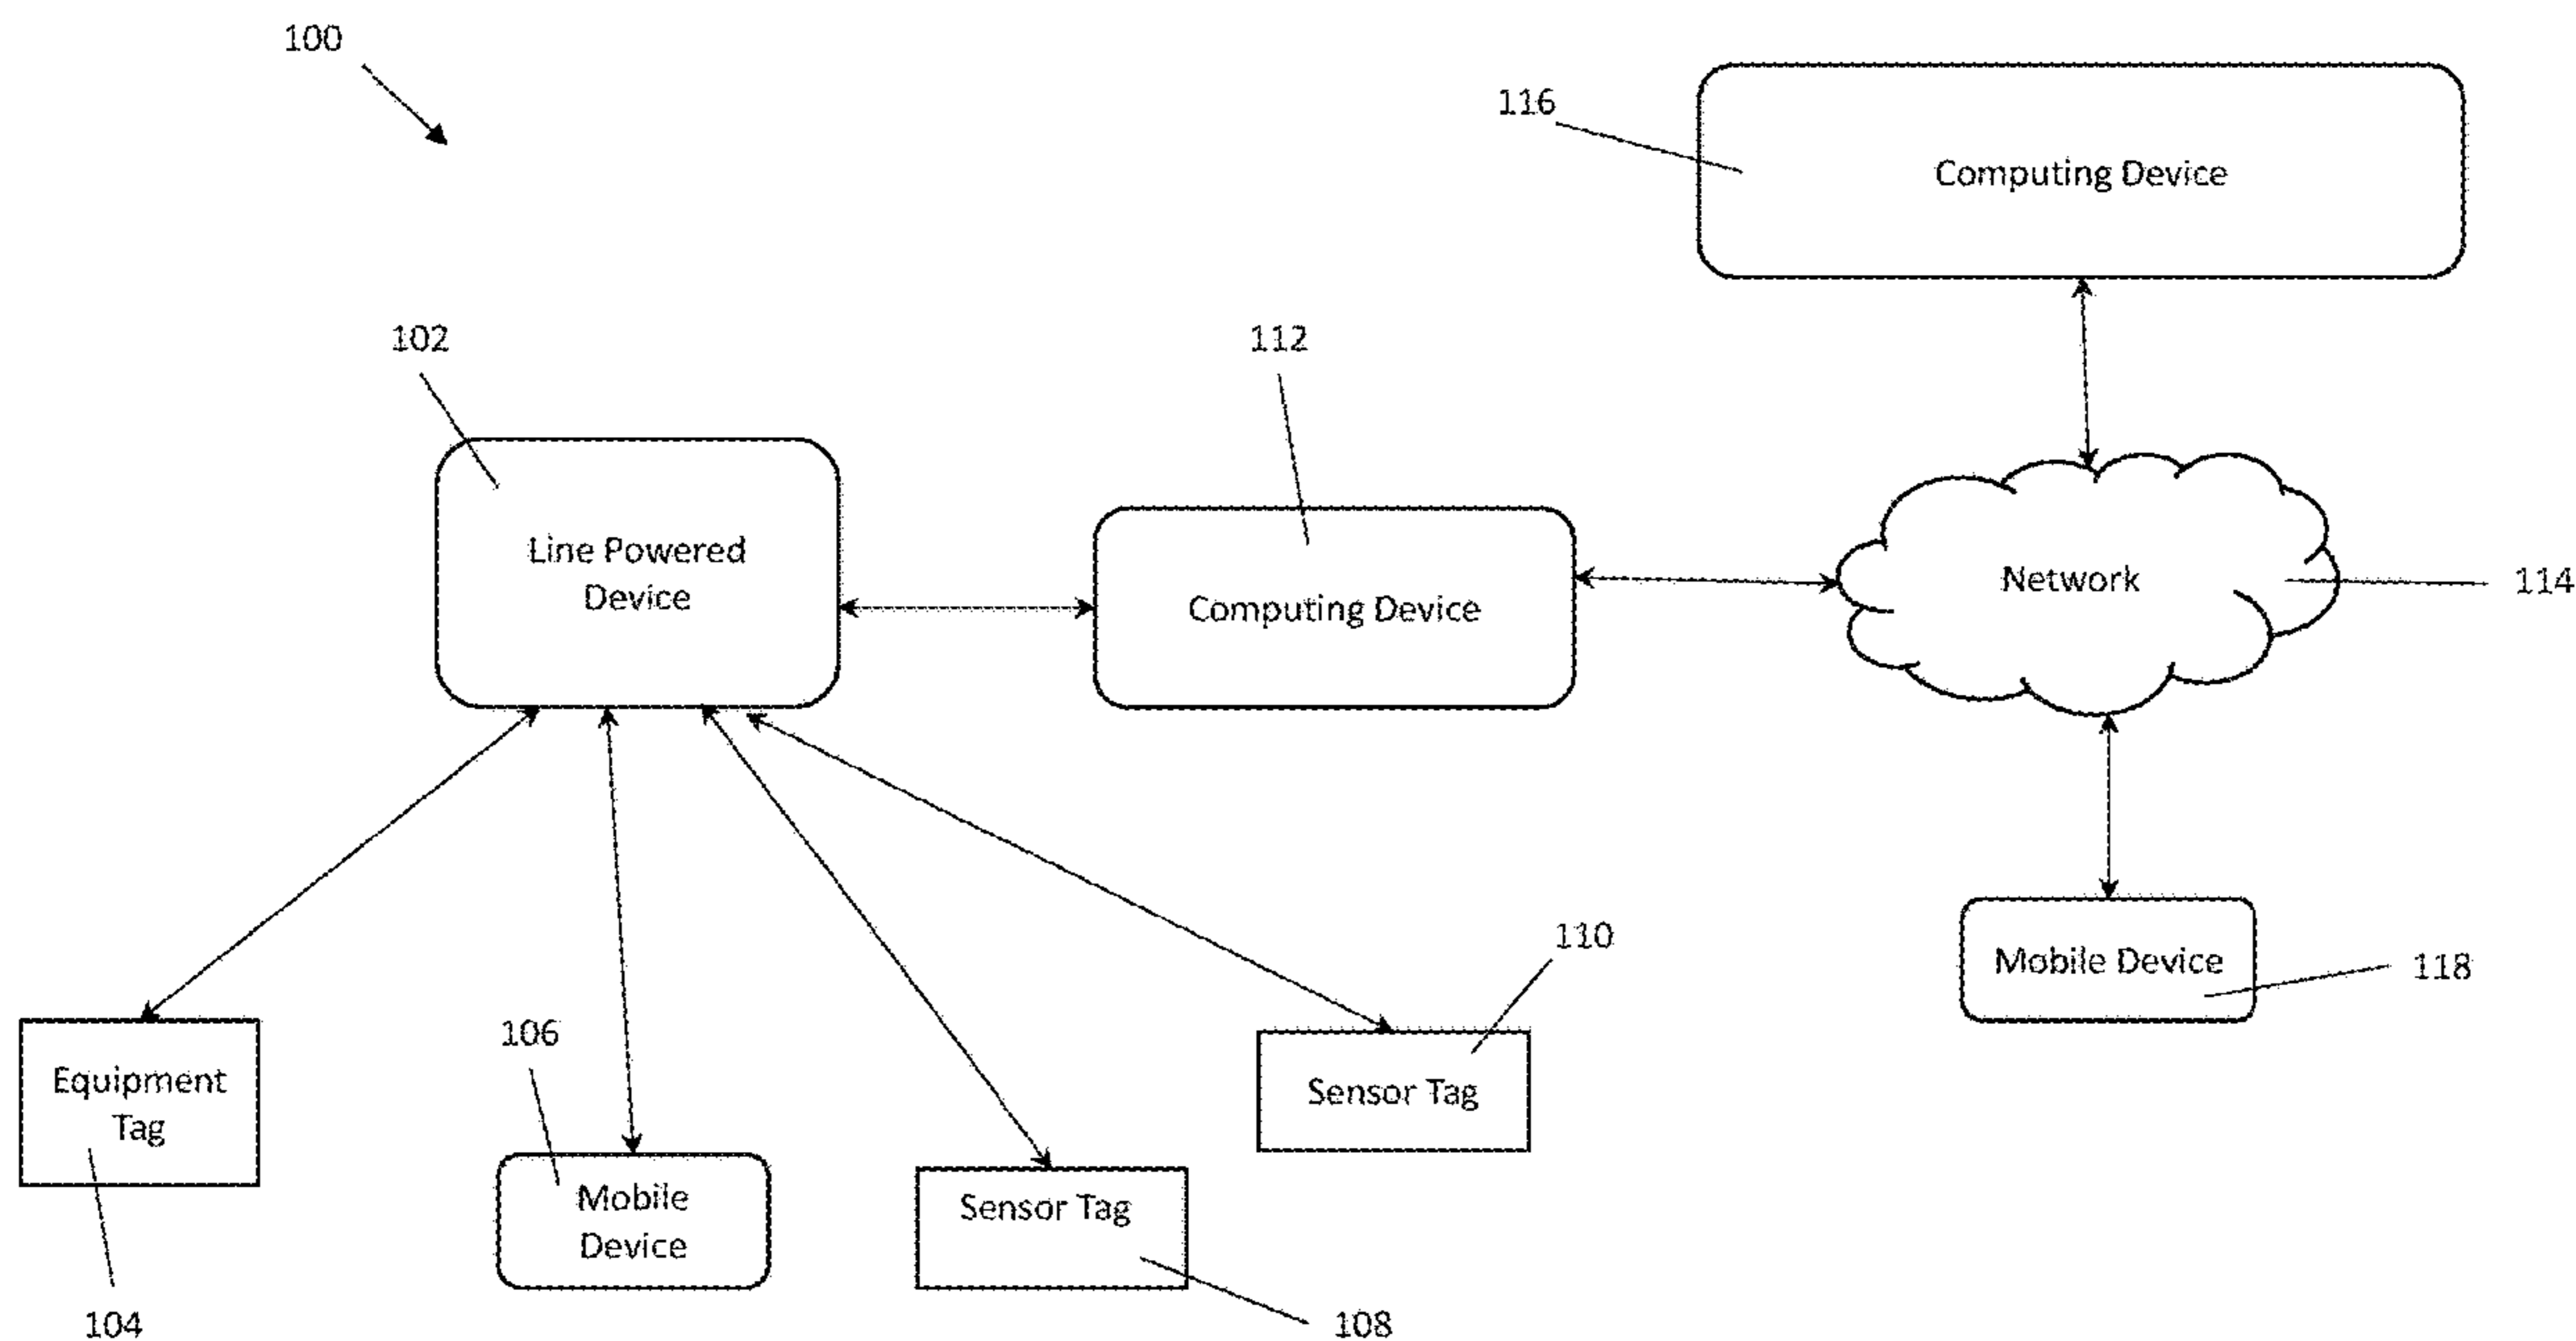 100
116
Computing Device
102
112
Line Powered
Device
Computing Device
Network
114
110
Mobile Device
118
106
Equipment
Tag
Sensor Tag
Mobile
Device
Sensor Tag
104
108